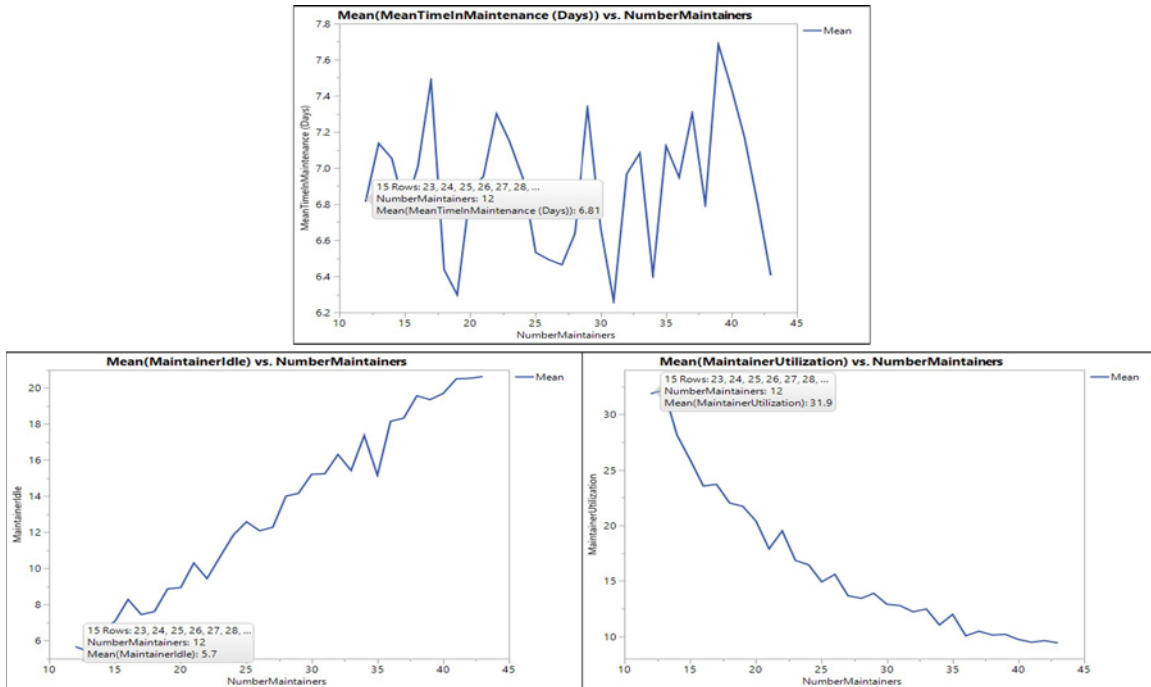 Mean(MeanTimeInMaintenance (Days)) vs. NumberMaintainers
Mean
MeanTimeInMaintenance (Days)
7.8
7.6
7.4
7.2
7.0
6.8
6.6
6.4
6.2
15 Rows: 23, 24, 25, 26, 27, 28, ...
NumberMaintainers: 12
Mean(MeanTimeInMaintenance (Days)): 6.81
10 15 20 25 30 35 40 45
NumberMaintainers
Mean(MaintainerIdle) vs. NumberMaintainers
Mean
MaintainerIdle
20
18
16
14
12
10
8
6
15 Rows: 23, 24, 25, 26, 27, 28, ...
NumberMaintainers: 12
Mean(MaintainerIdle): 5.7
10 15 20 25 30 35 40 45
NumberMaintainers
Mean(MaintainerUtilization) vs. NumberMaintainers
Mean
MaintainerUtilization
15 Rows: 23, 24, 25, 26, 27, 28, ...
NumberMaintainers: 12
Mean(MaintainerUtilization): 31.9
30
25
20
15
10
10 15 20 25 30 35 40 45
NumberMaintainers